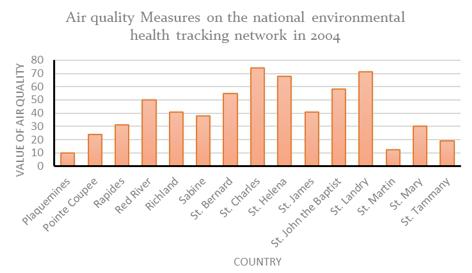 Air quality Measures on the national environmental
health tracking network in 2004
VALUE OF AIR QUALITY
80
70
60
50
40
30
20
10
0
Plaquemines
Pointe Coupee
Rapides
Red River
Richland
Sabine
St. Bernard
St. Charles
St. Helena
St. James
St. John the Baptist
St. Landry
St. Martin
St. Mary
St. Tammany
COUNTRY